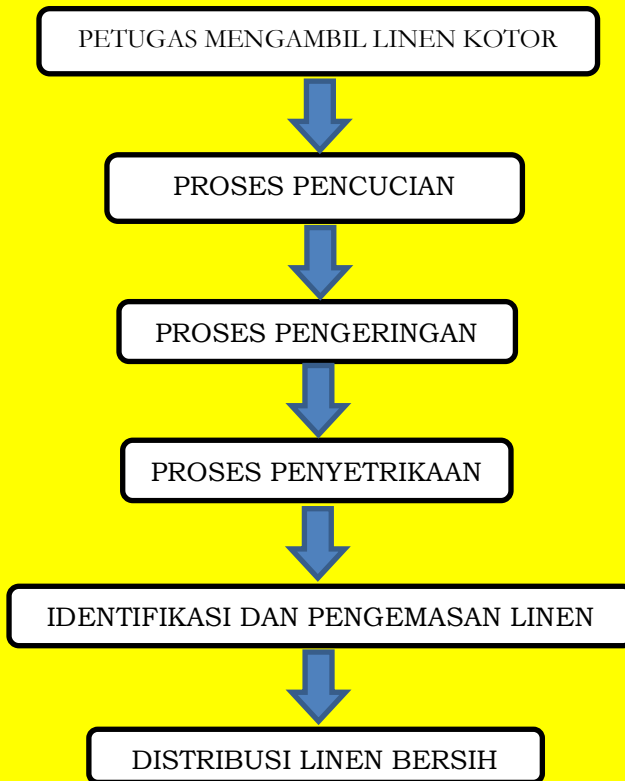 PETUGAS MENGAMBIL LINEN KOTOR
PROSES PENCUCIAN
PROSES PENGERINGAN
PROSES PENYETRIKAAN
IDENTIFIKASI DAN PENGEMASAN LINEN
DISTRIBUSI LINEN BERSIH